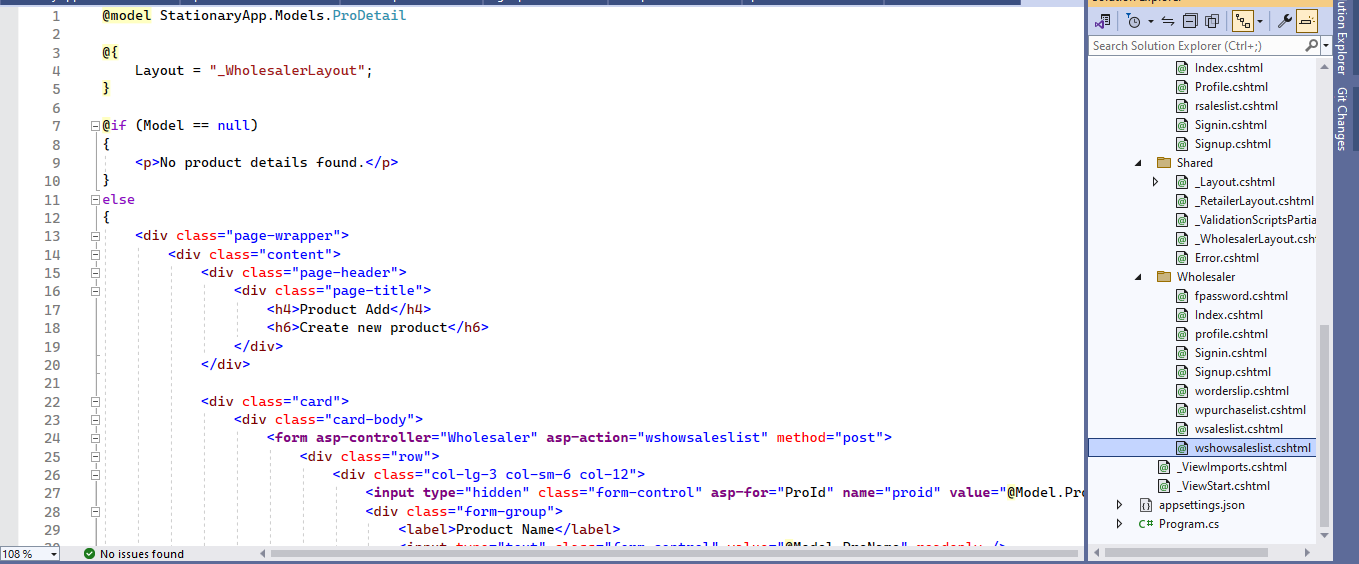 1 @model StationaryApp.Models.ProDetail
2
3 @{
4 Layout = "_WholesalerLayout";
5 }
6
7 @if (Model == null)
8 {
9 <p>No product details found.</p>
10 }
11 else
12 {
13 <div class="page-wrapper">
14 <div class="content">
15 <div class="page-header">
16 <div class="page-title">
17 <h4>Product Add</h4>
18 <h6>Create new product</h6>
19 </div>
20 </div>
21
22 <div class="card">
23 <div class="card-body">
24 <form asp-controller="Wholesaler" asp-action="wshowsaleslist" method="post">
25 <div class="row">
26 <div class="col-lg-3 col-sm-6 col-12">
27 <input type="hidden" class="form-control" asp-for="ProId" name="proid" value="@Model.Pro
28 <div class="form-group">
29 <label>Product Name</label>
108 %
No issues found
Search Solution Explorer (Ctrl+;)
Index.cshtml
Profile.cshtml
rsaleslist.cshtml
Signin.cshtml
Signup.cshtml
Shared
_Layout.cshtml
_RetailerLayout.cshtml
_ValidationScriptsPartia
_WholesalerLayout.csh
Error.cshtml
Wholesaler
fpassword.cshtml
Index.cshtml
profile.cshtml
Signin.cshtml
Signup.cshtml
worderslip.cshtml
wpurchaselist.cshtml
wsaleslist.cshtml
wshowsaleslist.cshtml
_ViewImports.cshtml
_ViewStart.cshtml
appsettings.json
C# Program.cs
ution Explorer
Git Changes